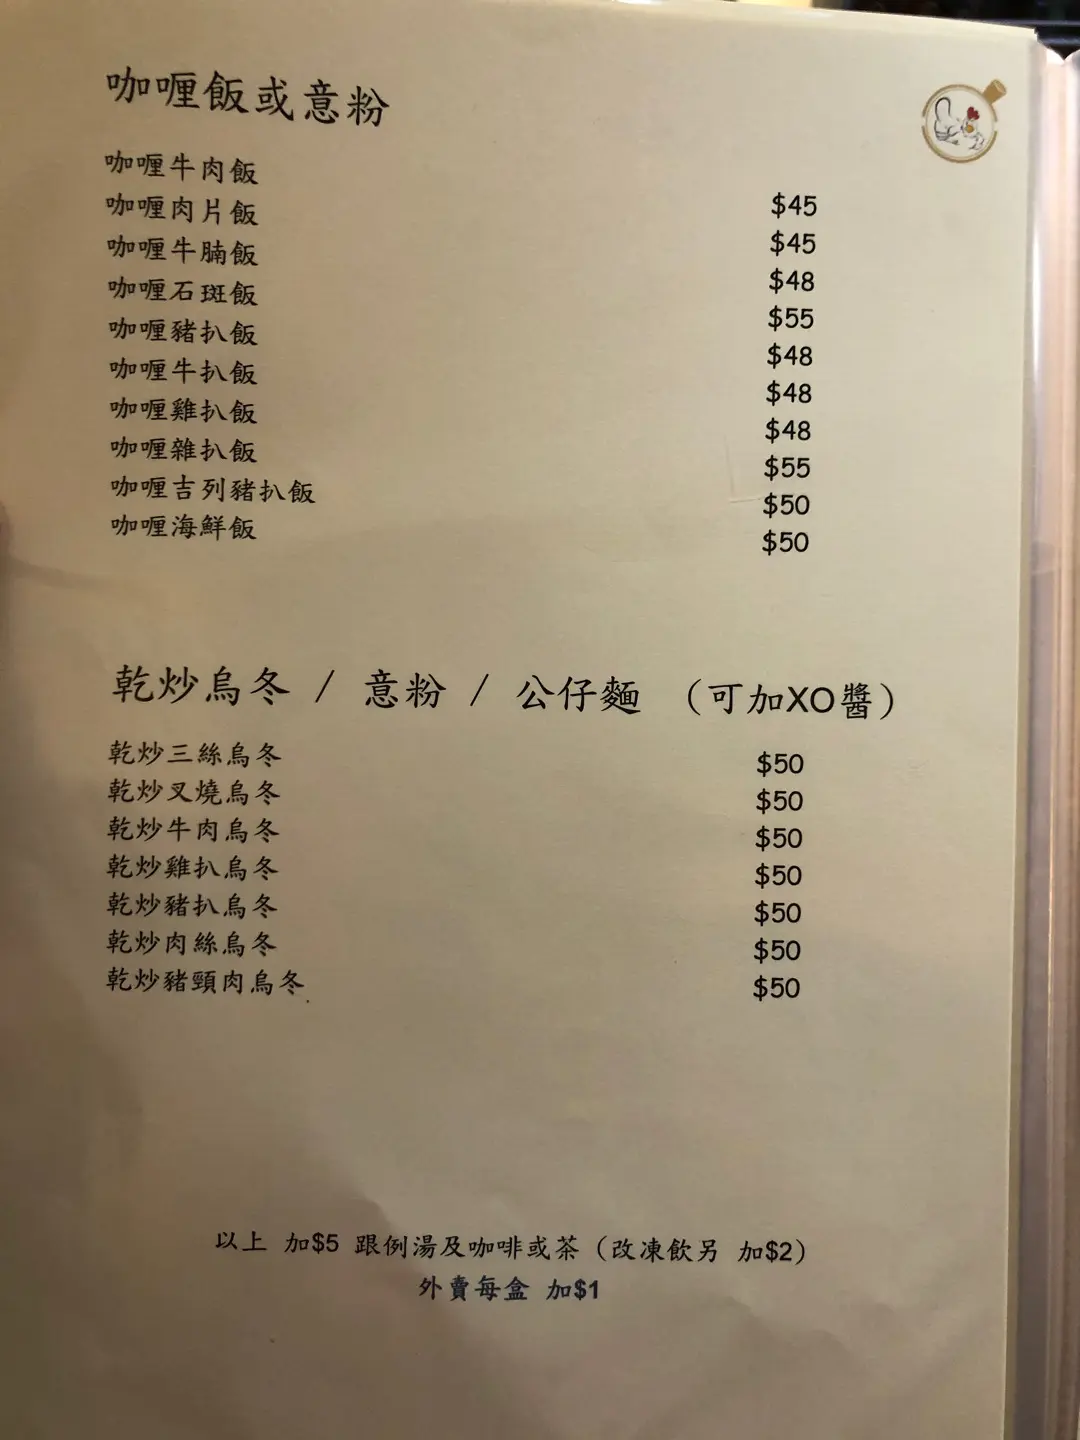 咖喱飯或意粉
咖喱牛肉飯 $45
咖喱肉片飯 $45
咖喱牛腩飯 $48
咖喱石斑飯 $55
咖喱豬扒飯 $48
咖喱牛扒飯 $48
咖喱雞扒飯 $48
咖喱雜扒飯 $55
咖喱吉列豬扒飯 $50
咖喱海鮮飯 $50
乾炒烏冬 / 意粉 / 公仔麵 （可加XO醬）
乾炒三絲烏冬 $50
乾炒叉燒烏冬 $50
乾炒牛肉烏冬 $50
乾炒雞扒烏冬 $50
乾炒豬扒烏冬 $50
乾炒肉絲烏冬 $50
乾炒豬頸肉烏冬 $50
以上 加$5 跟例湯及咖啡或茶（改凍飲另 加$2）
外賣每盒 加$1